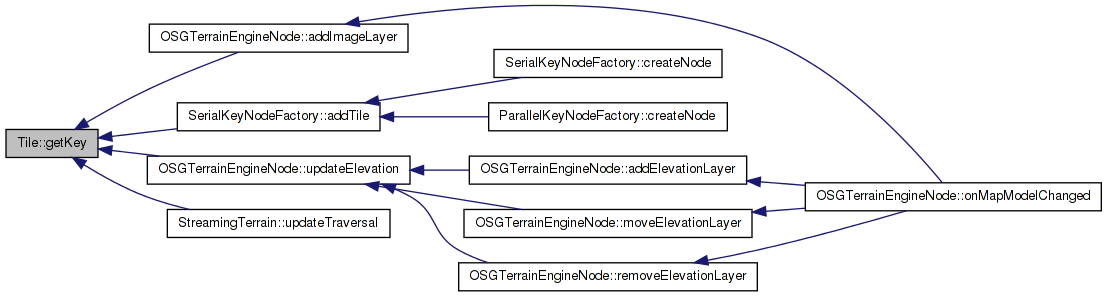 OSGTerrainEngineNode::addImageLayer
SerialKeyNodeFactory::createNode
SerialKeyNodeFactory::addTile
ParallelKeyNodeFactory::createNode
Tile::getKey
OSGTerrainEngineNode::updateElevation
OSGTerrainEngineNode::addElevationLayer
OSGTerrainEngineNode::onMapModelChanged
StreamingTerrain::updateTraversal
OSGTerrainEngineNode::moveElevationLayer
OSGTerrainEngineNode::removeElevationLayer